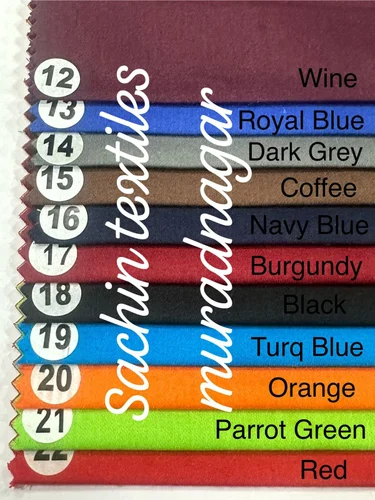 12 Wine
13 Royal Blue
14 Dark Grey
15 Coffee
16 Navy Blue
17 Burgundy
18 Black
19 Turq Blue
20 Orange
21 Parrot Green
22 Red
Sachin textiles
muradnagar